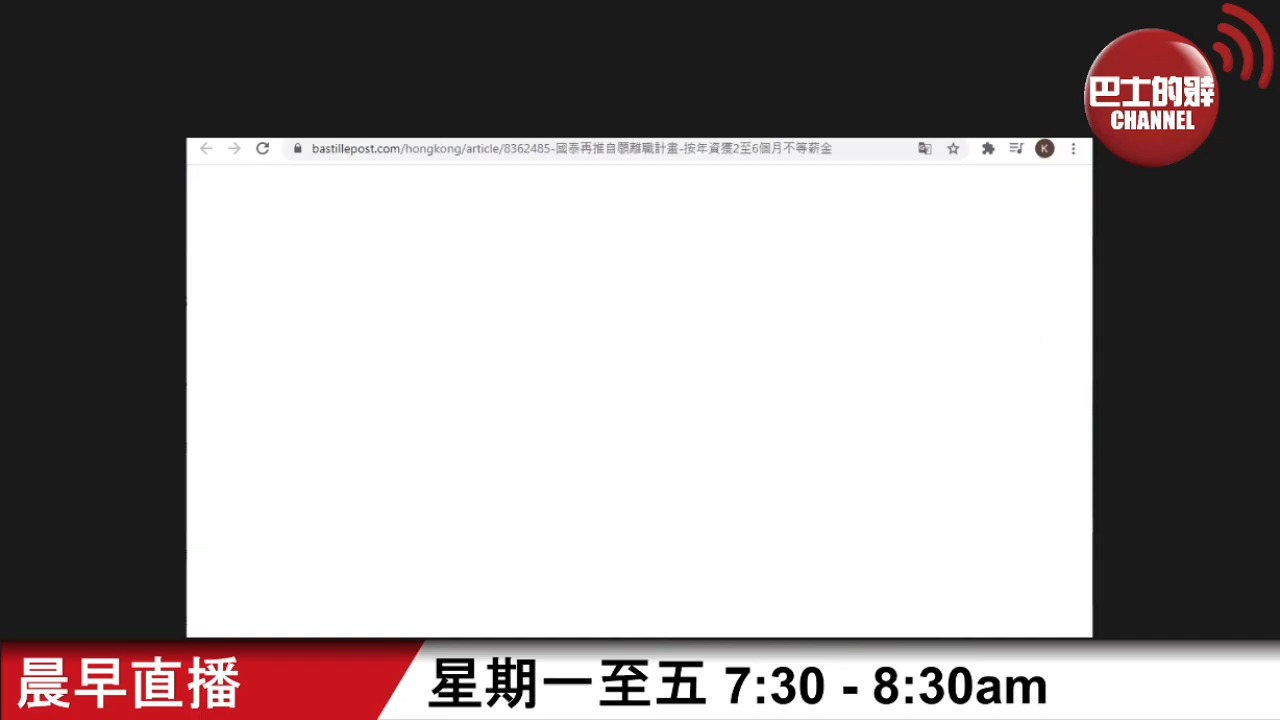 巴士的報
CHANNEL
bastillepost.com/hongkong/article/8362485-國泰再推自願離職計畫-按年資獲2至6個月不等薪金
K
晨早直播
星期一至五 7:30 - 8:30am